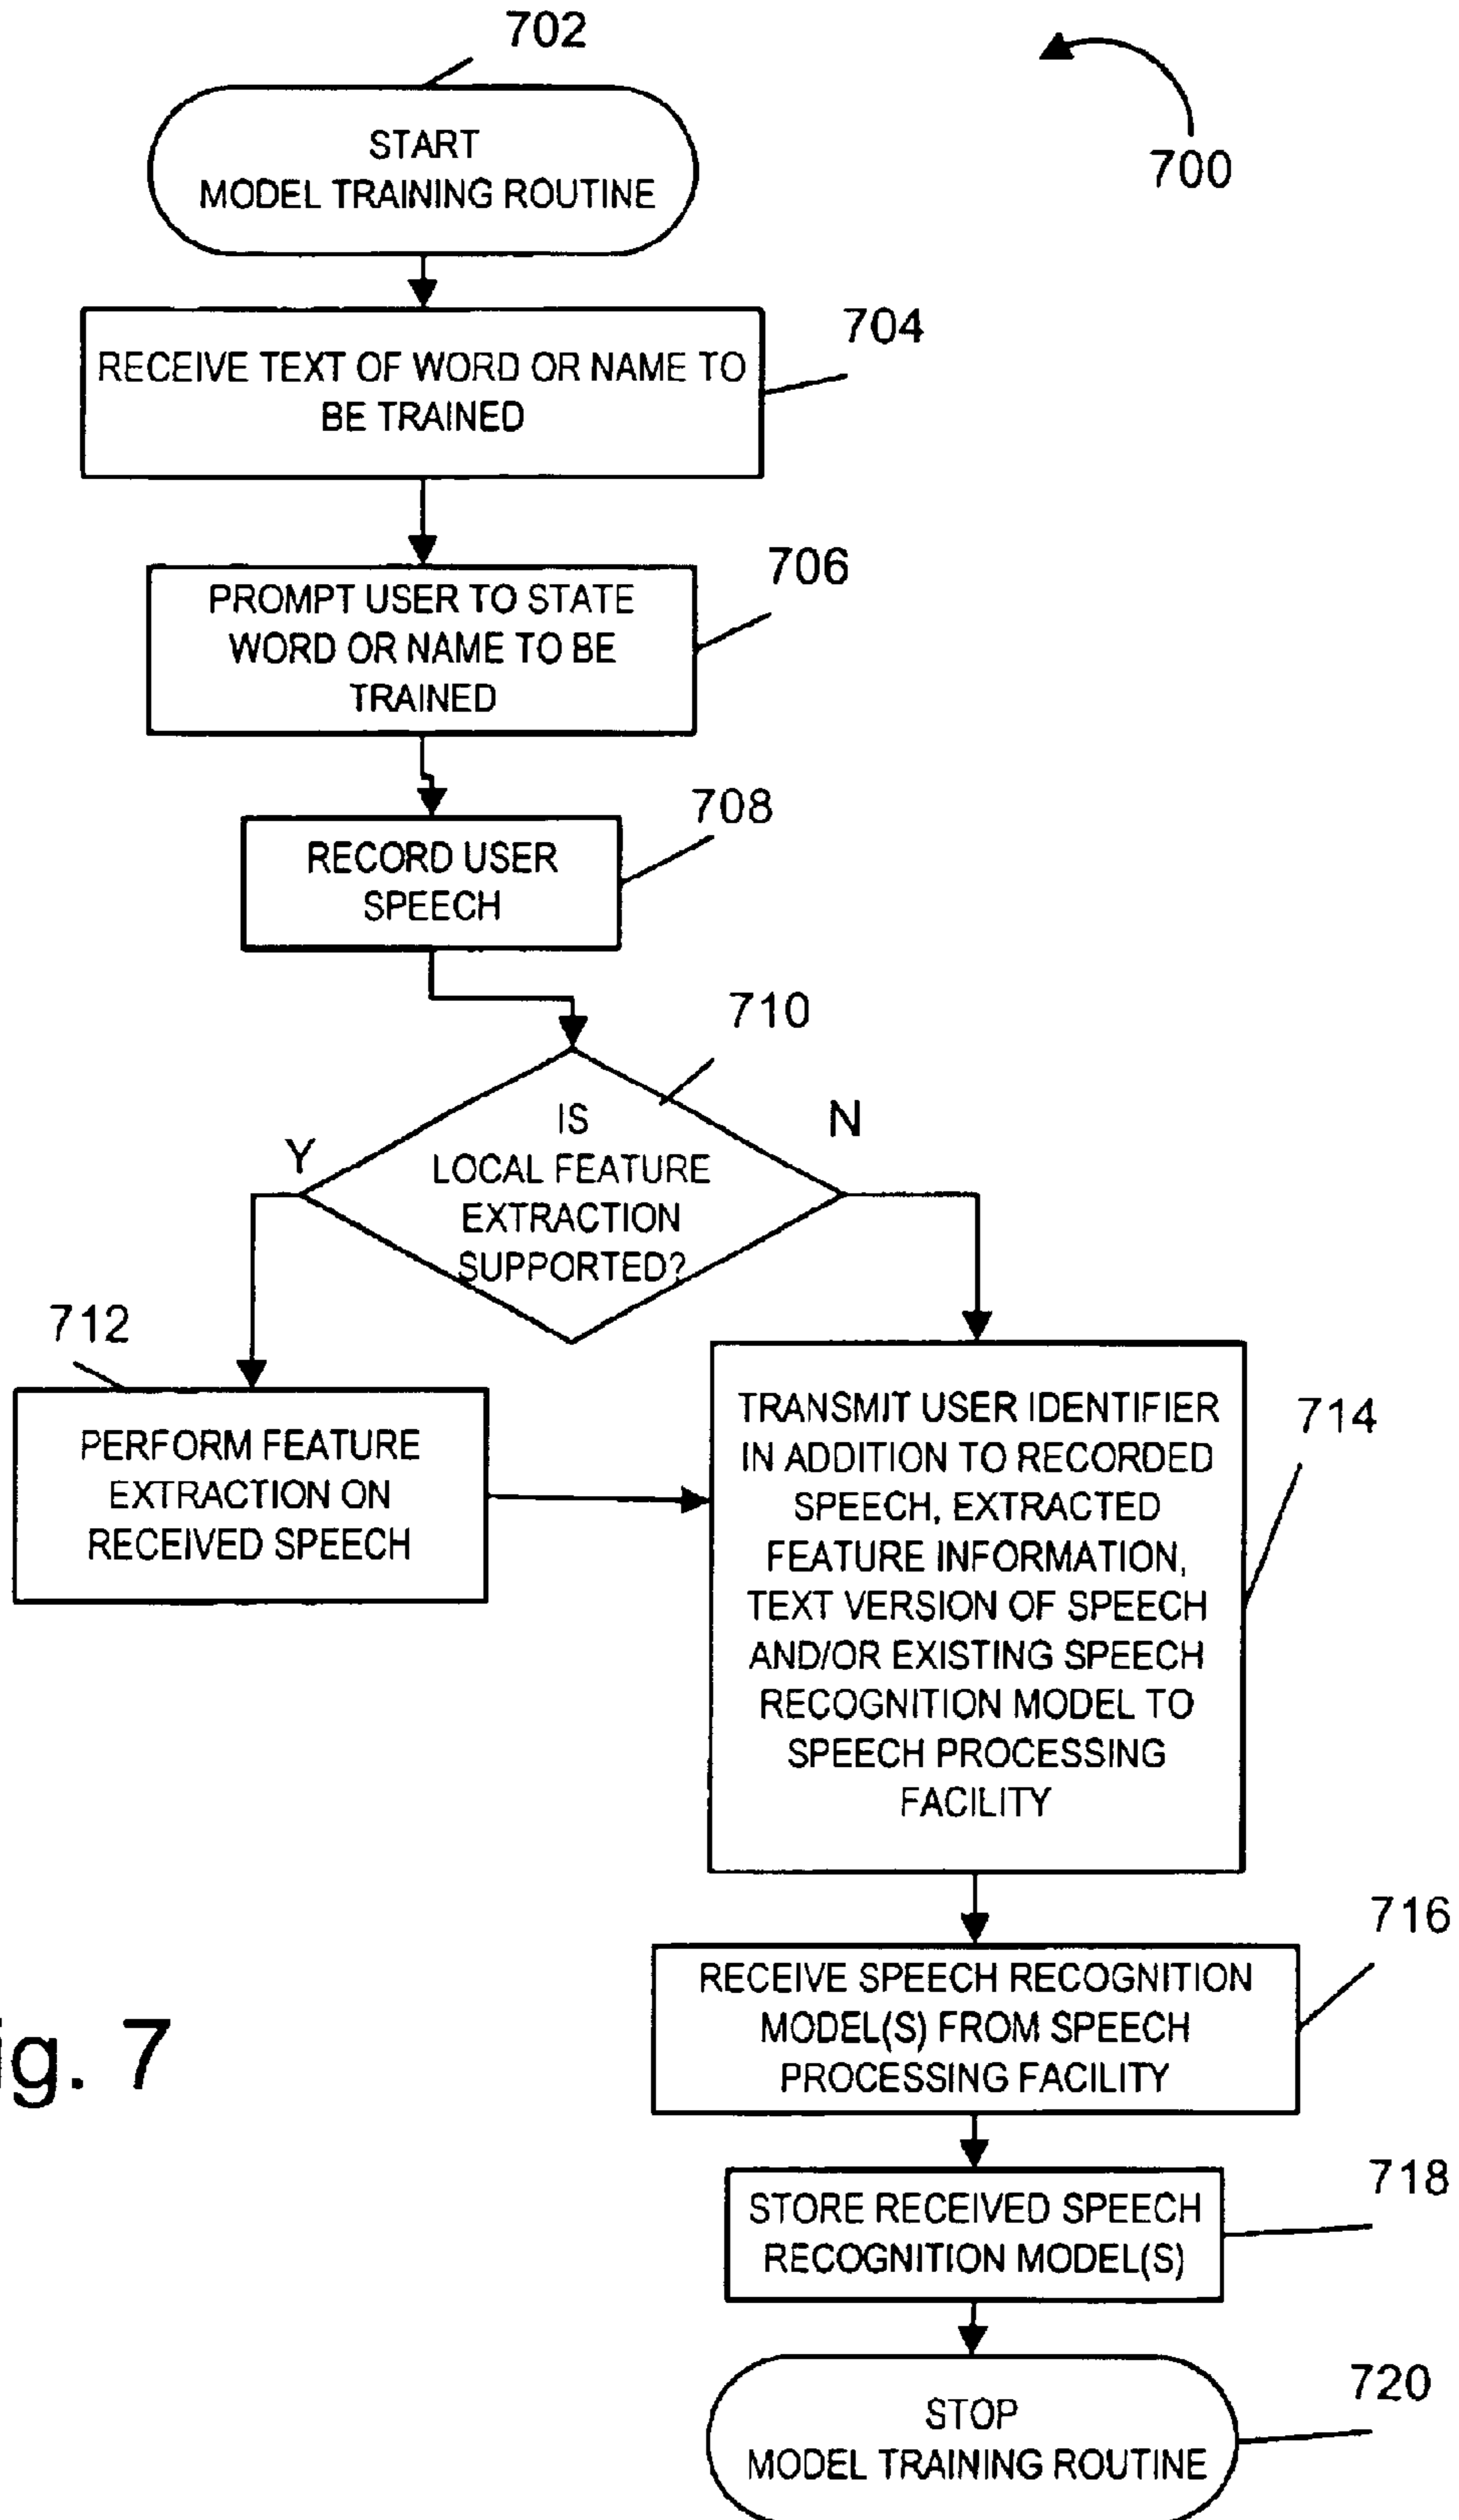 702
START
MODEL TRAINING ROUTINE
700
704
RECEIVE TEXT OF WORD OR NAME TO
BE TRAINED
706
PROMPT USER TO STATE
WORD OR NAME TO BE
TRAINED
708
RECORD USER
SPEECH
710
IS
LOCAL FEATURE
EXTRACTION
SUPPORTED?
Y
N
712
PERFORM FEATURE
EXTRACTION ON
RECEIVED SPEECH
714
TRANSMIT USER IDENTIFIER
IN ADDITION TO RECORDED
SPEECH, EXTRACTED
FEATURE INFORMATION,
TEXT VERSION OF SPEECH
AND/OR EXISTING SPEECH
RECOGNITION MODEL TO
SPEECH PROCESSING
FACILITY
716
RECEIVE SPEECH RECOGNITION
MODEL(S) FROM SPEECH
PROCESSING FACILITY
ig. 7
718
STORE RECEIVED SPEECH
RECOGNITION MODEL(S)
720
STOP
MODEL TRAINING ROUTINE